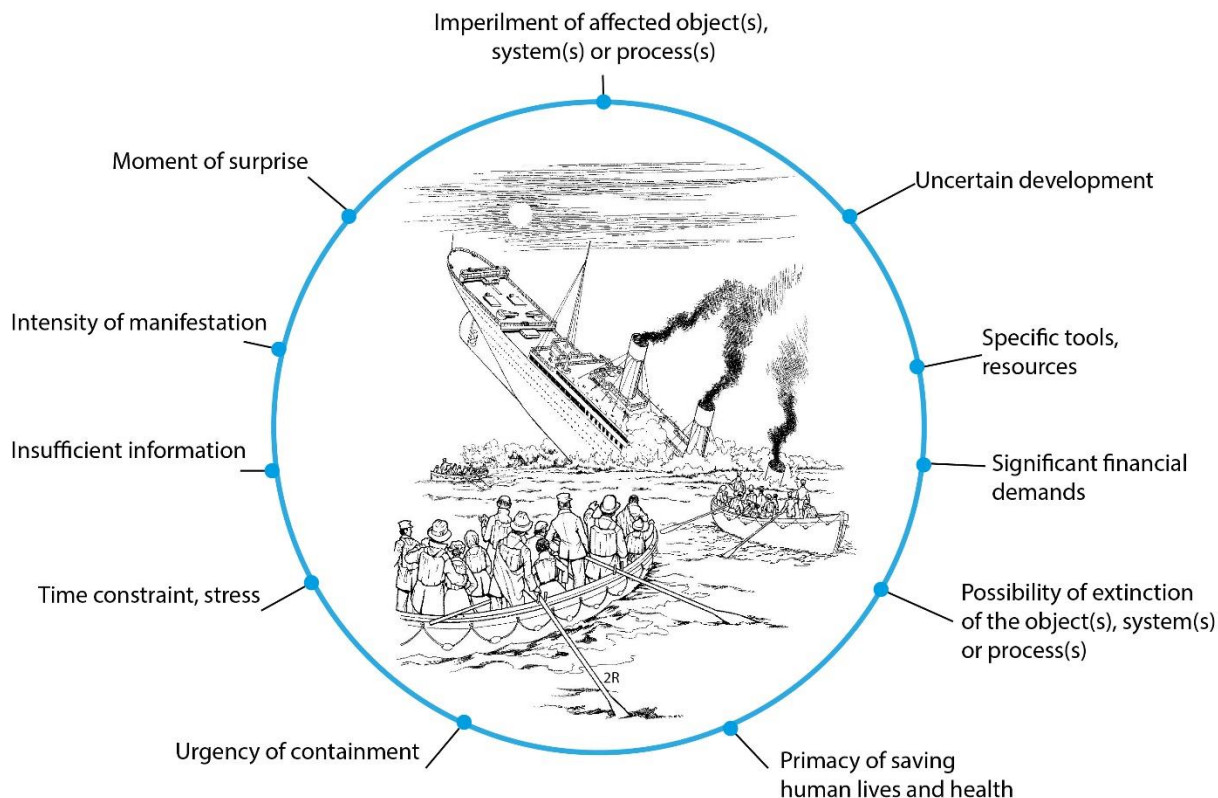 Imperilment of affected object(s),
system(s) or process(s)
Moment of surprise
Uncertain development
Intensity of manifestation
Specific tools,
resources
Insufficient information
Significant financial
demands
Time constraint, stress
Possibility of extinction
of the object(s), system(s)
or process(s)
2R
Urgency of containment
Primacy of saving
human lives and health